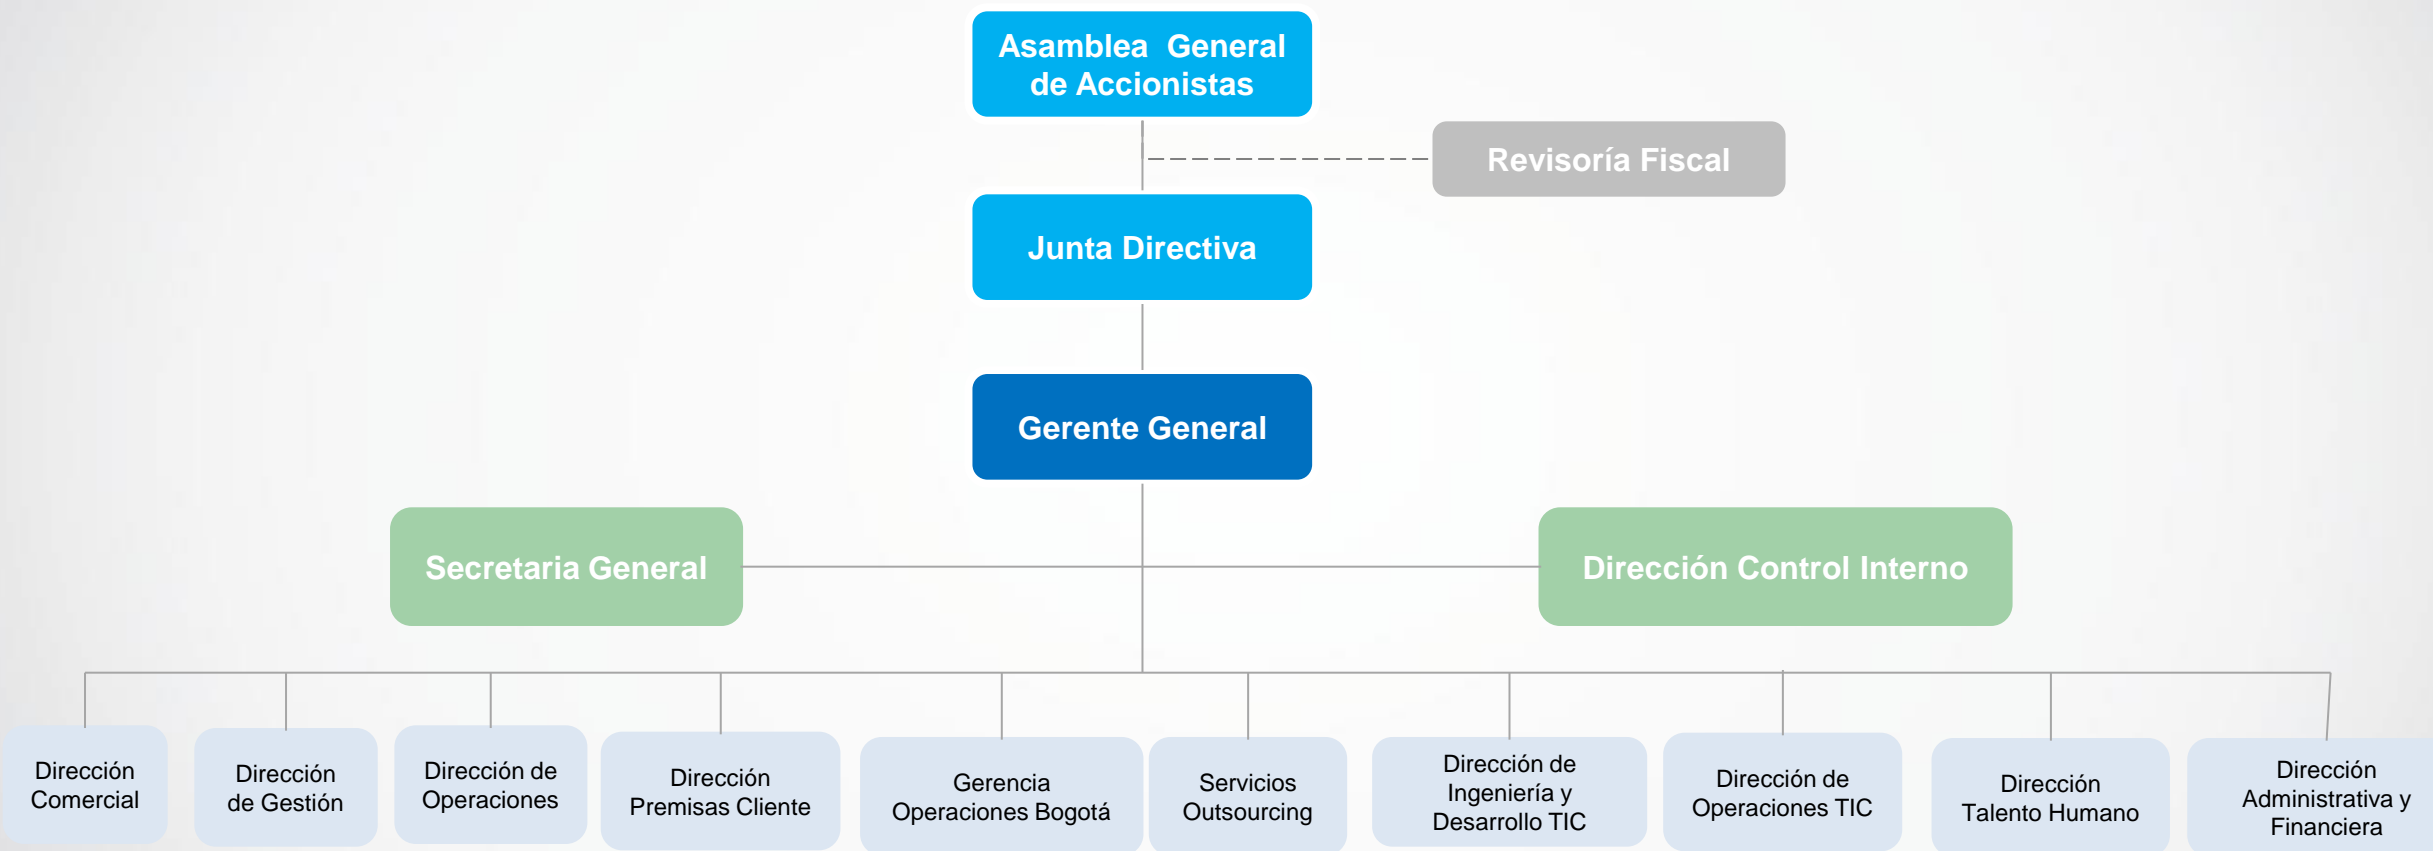 Asamblea  General
de Accionistas
Revisoría Fiscal
Junta Directiva
Gerente General
Secretaria General
Dirección Control Interno
Dirección
Comercial
Dirección
de Gestión
Dirección de
Operaciones
Dirección
Premisas Cliente
Gerencia
Operaciones Bogotá
Servicios
Outsourcing
Dirección de
Ingeniería y
Desarrollo TIC
Dirección de
Operaciones TIC
Dirección
Talento Humano
Dirección
Administrativa y
Financiera